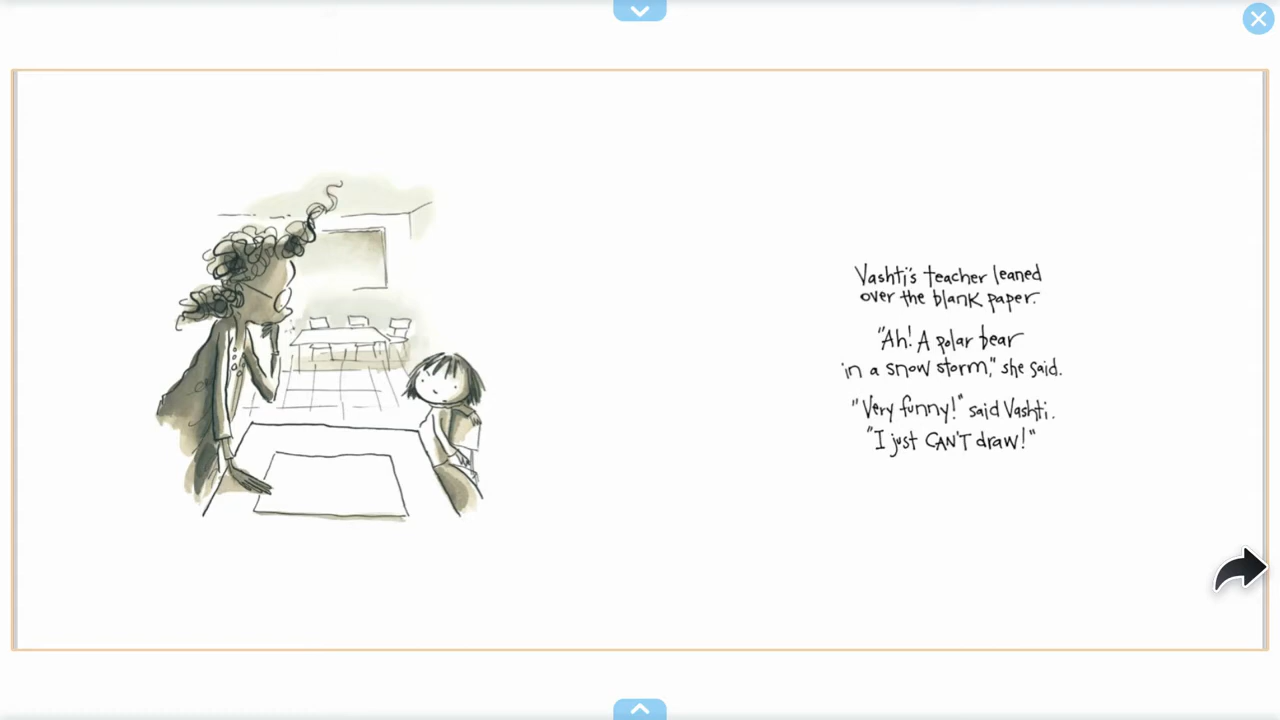 Vashti's teacher leaned
over the blank paper.
"Ah! A polar bear
in a snow storm," she said.
"Very funny!" said Vashti.
"I just CAN'T draw!"